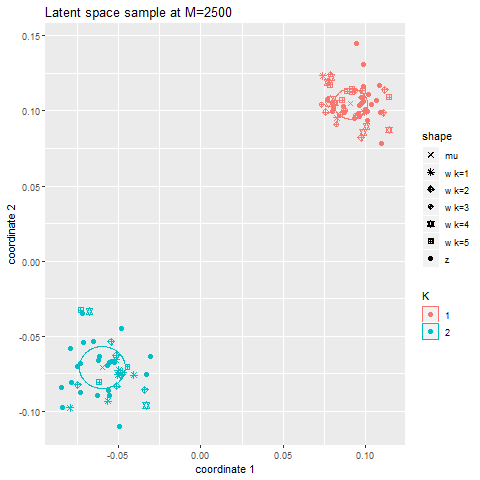 Latent space sample at M=2500
0.15
0.10
0.05
0.00
-0.05
-0.10
coordinate 2
-0.05
0.00
0.05
0.10
coordinate 1
shape
mu
w k=1
w k=2
w k=3
w k=4
w k=5
z
K
1
2